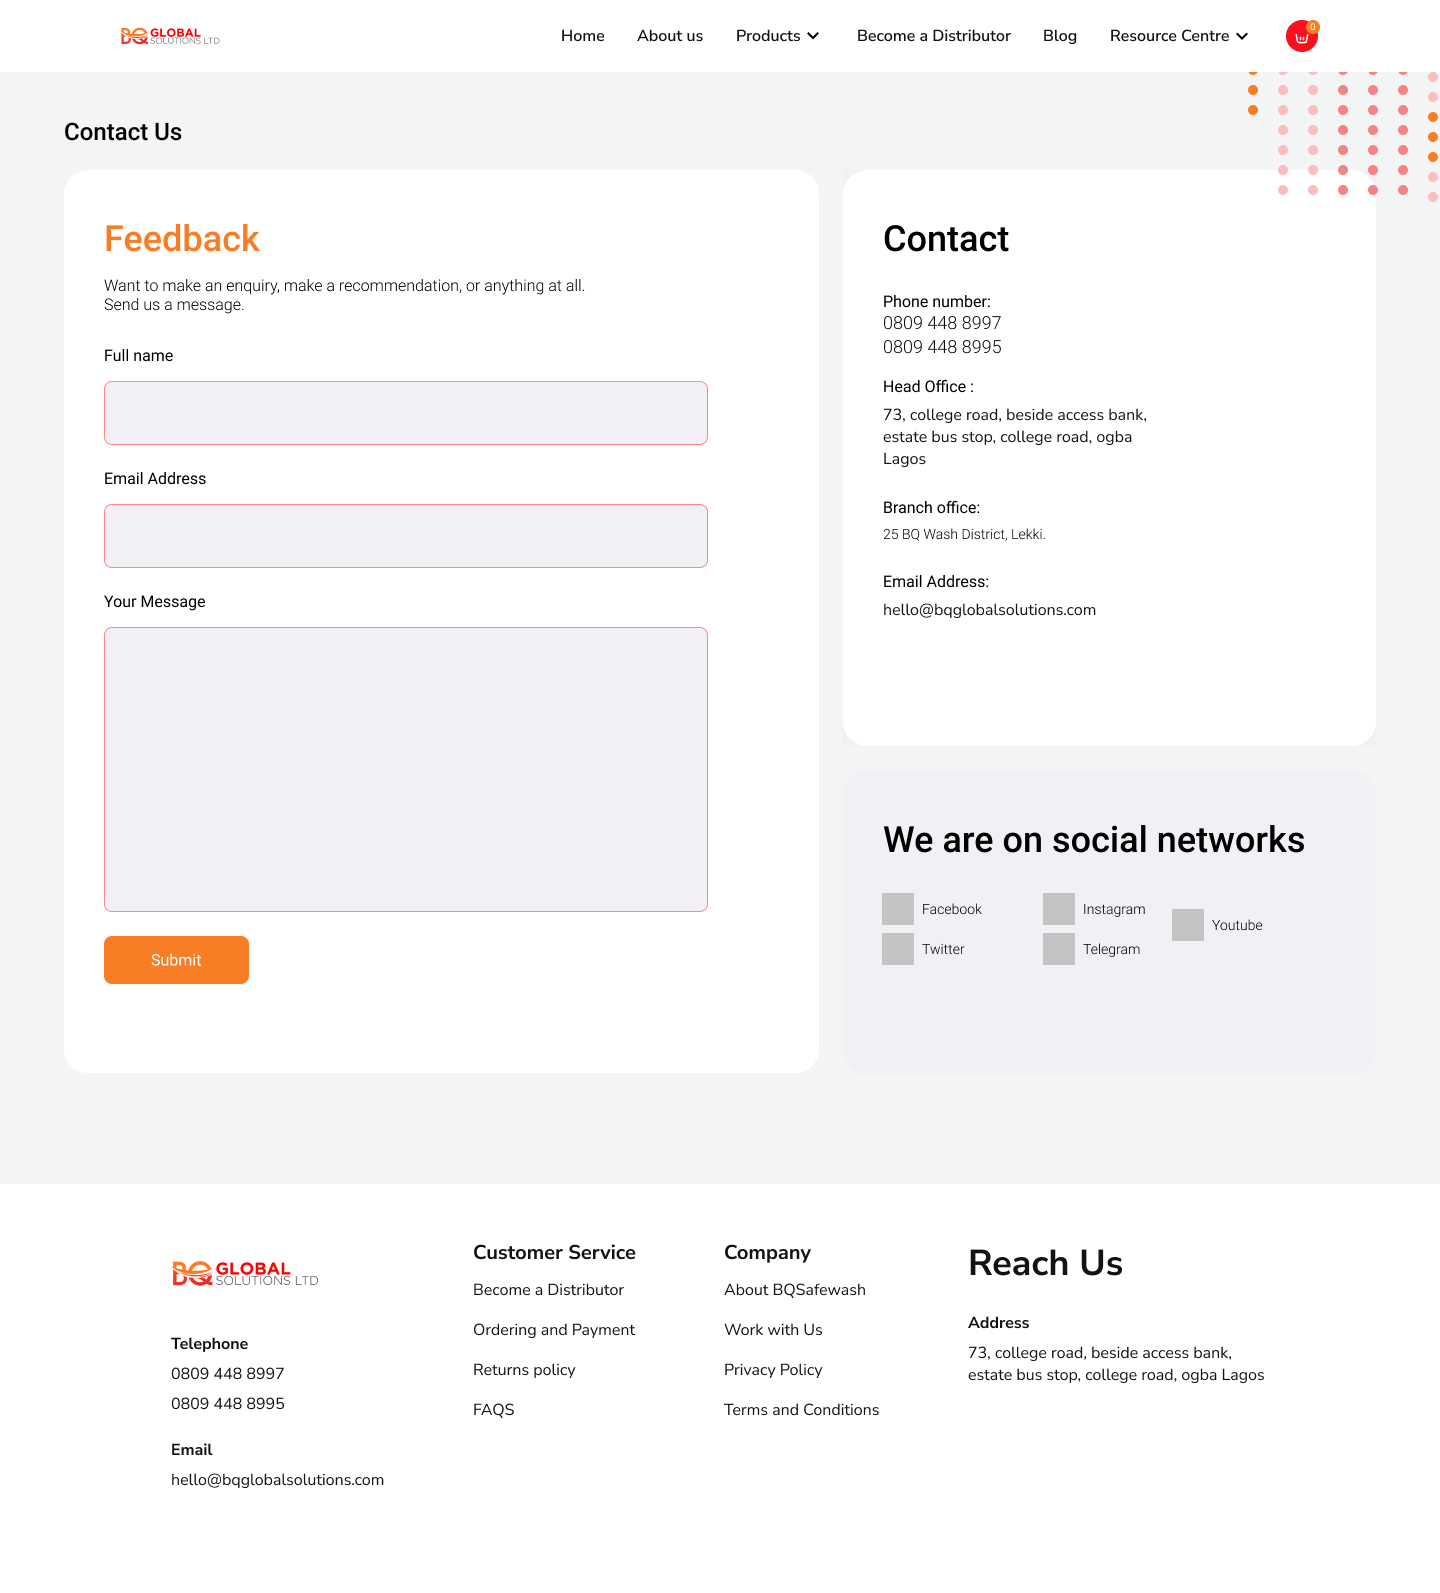 BQ GLOBAL
SOLUTIONS LTD
Home
About us
Products
Become a Distributor
Blog
Resource Centre
0
Contact Us
Feedback
Want to make an enquiry, make a recommendation, or anything at all.
Send us a message.
Full name
Email Address
Your Message
Submit
Contact
Phone number:
0809 448 8997
0809 448 8995
Head Office :
73, college road, beside access bank,
estate bus stop, college road, ogba
Lagos
Branch office:
25 BQ Wash District, Lekki.
Email Address:
hello@bqglobalsolutions.com
We are on social networks
Facebook
Instagram
Youtube
Twitter
Telegram
BQ GLOBAL
SOLUTIONS LTD
Telephone
0809 448 8997
0809 448 8995
Email
hello@bqglobalsolutions.com
Customer Service
Become a Distributor
Ordering and Payment
Returns policy
FAQS
Company
About BQSafewash
Work with Us
Privacy Policy
Terms and Conditions
Reach Us
Address
73, college road, beside access bank,
estate bus stop, college road, ogba Lagos